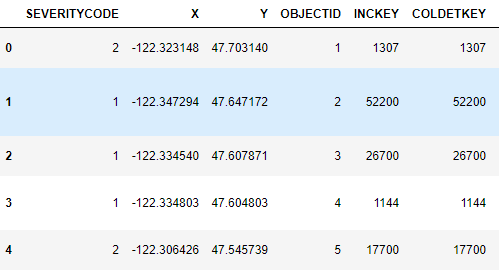 SEVERITYCODE X Y OBJECTID INCKEY COLDETKEY
0 2 -122.323148 47.703140 1 1307 1307
1 1 -122.347294 47.647172 2 52200 52200
2 1 -122.334540 47.607871 3 26700 26700
3 1 -122.334803 47.604803 4 1144 1144
4 2 -122.306426 47.545739 5 17700 17700